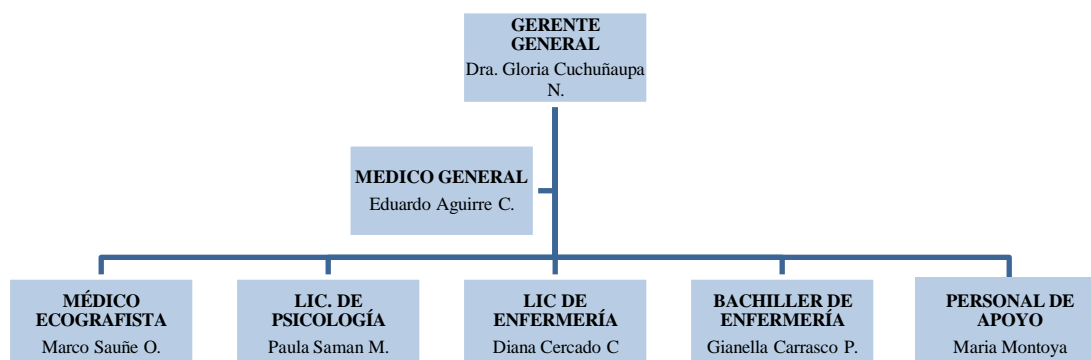 GERENTE
GENERAL
Dra. Gloria Cuchuñaupa
N.
MEDICO GENERAL
Eduardo Aguirre C.
MÉDICO
ECOGRAFISTA
Marco Sauñe O.
LIC. DE
PSICOLOGÍA
Paula Saman M.
LIC DE
ENFERMERÍA
Diana Cercado C
BACHILLER DE
ENFERMERÍA
Gianella Carrasco P.
PERSONAL DE
APOYO
Maria Montoya